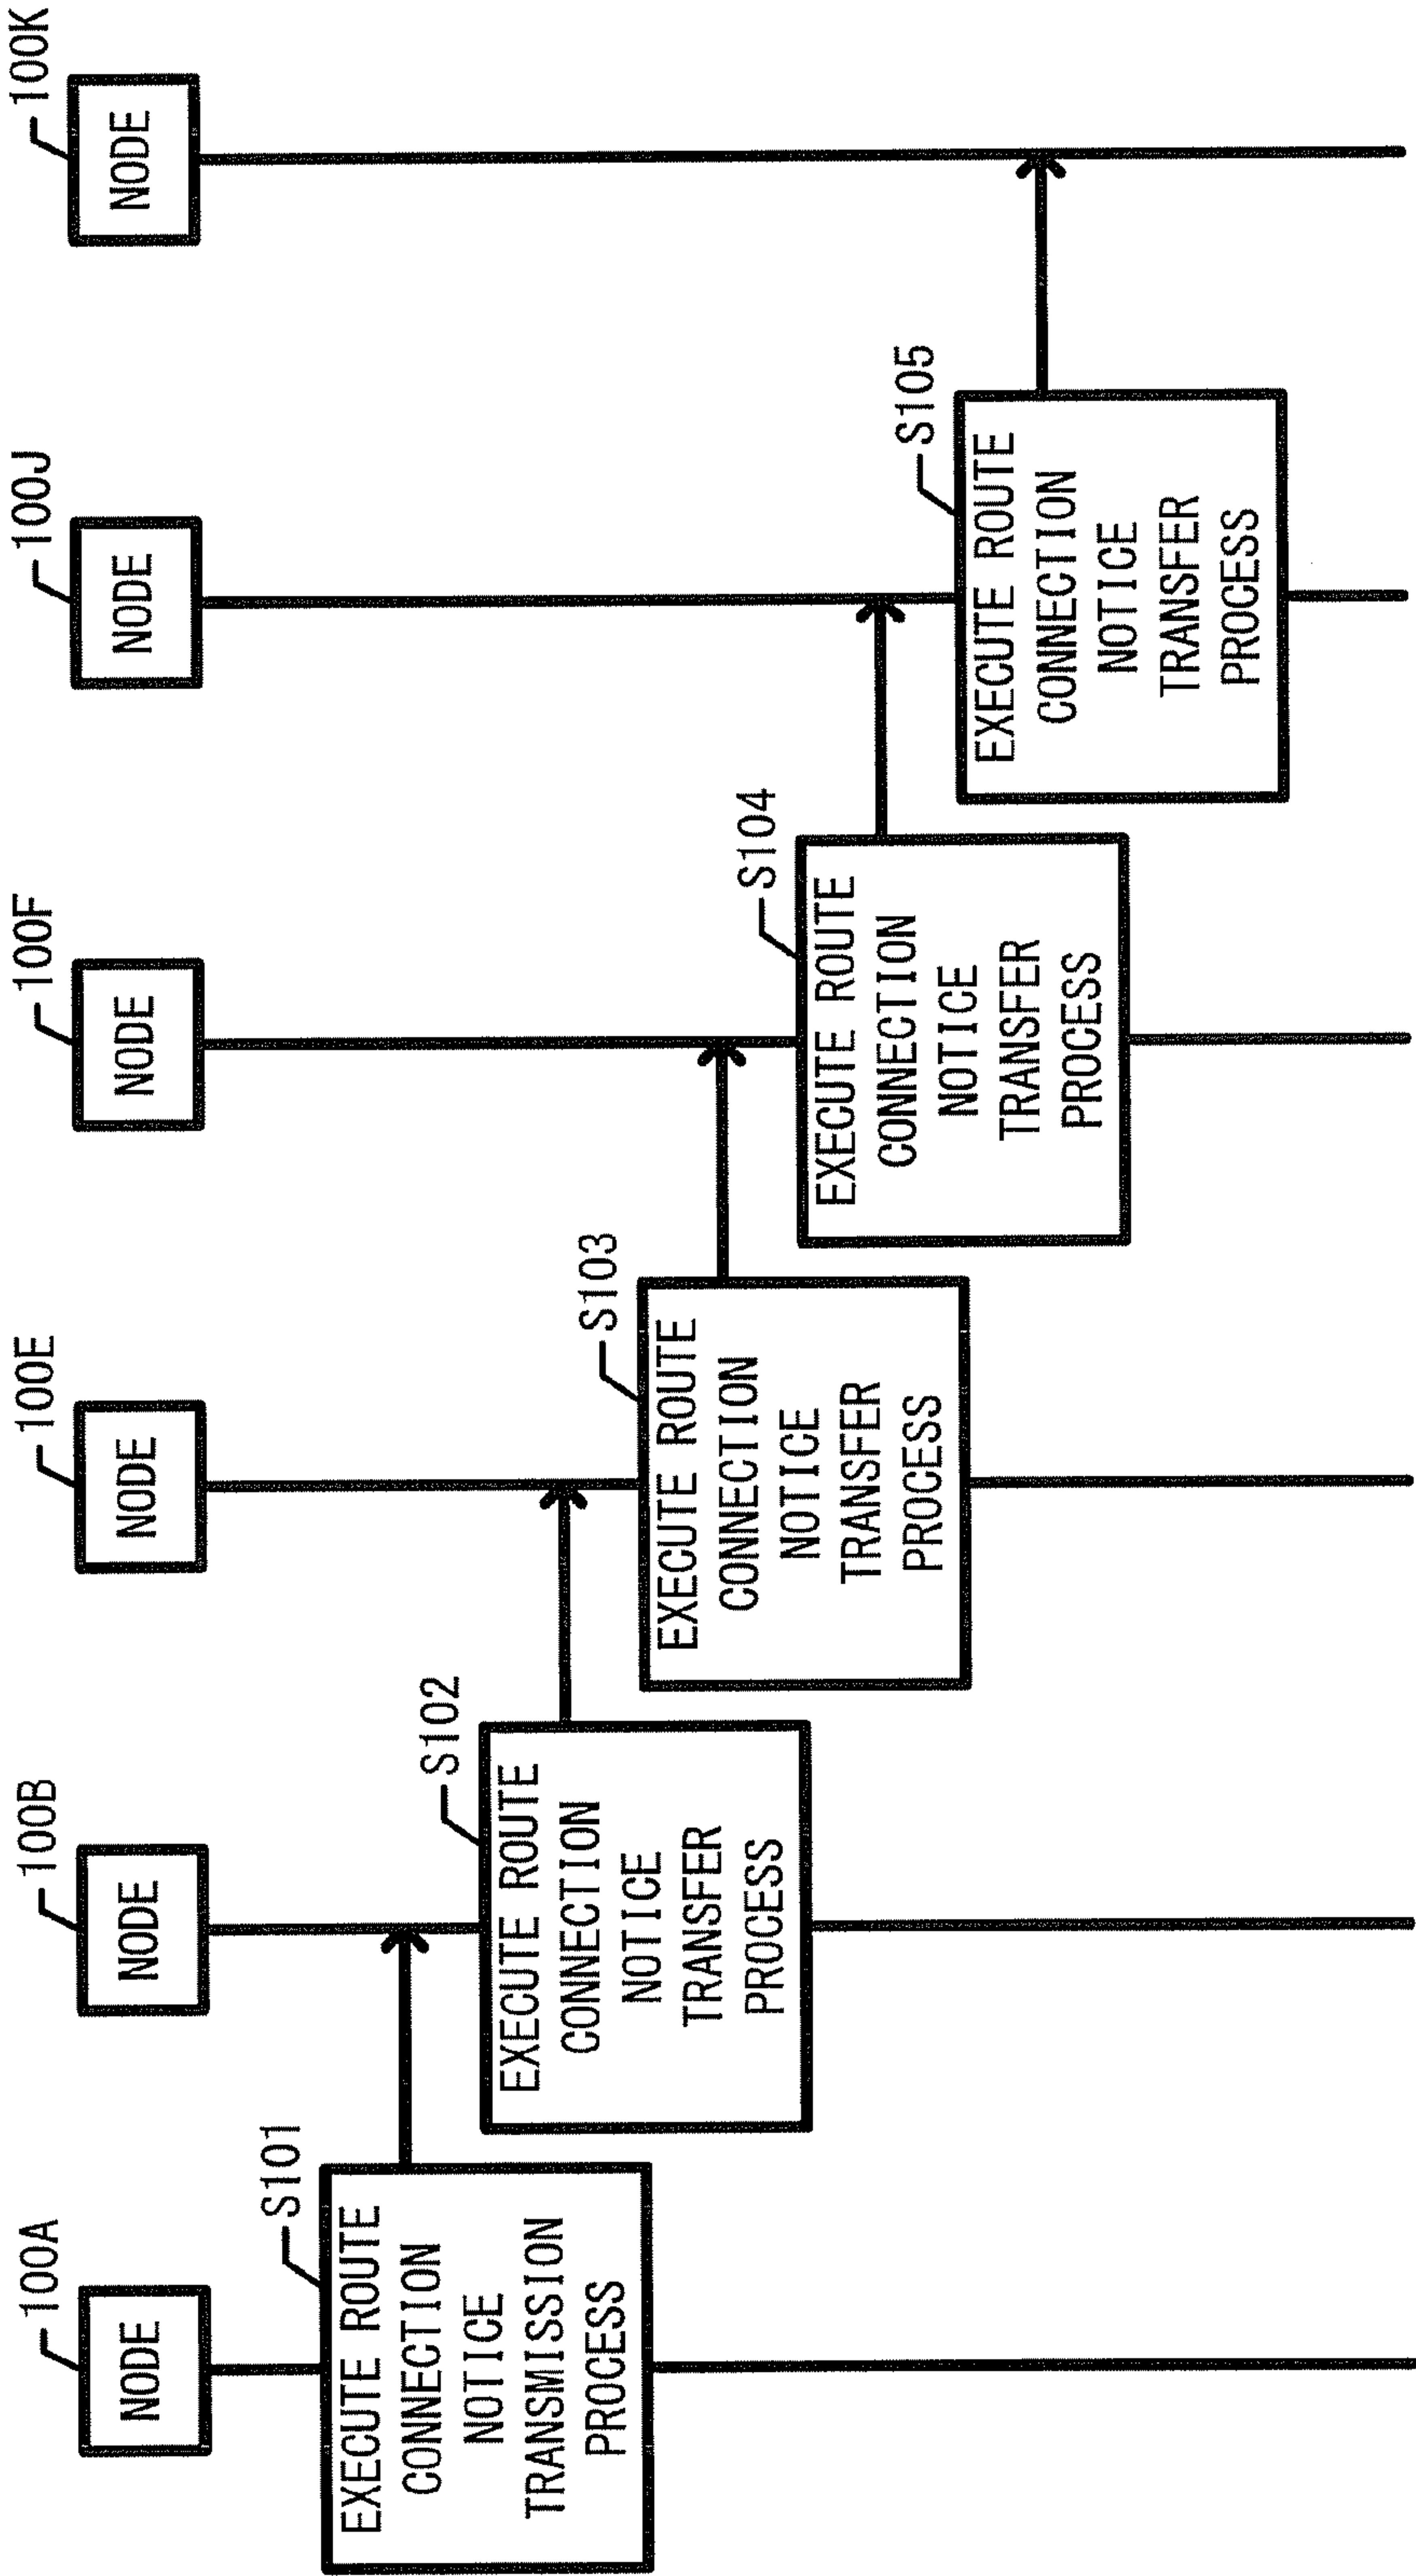 100A
100B
100E
100F
100J
100K
NODE
NODE
NODE
NODE
NODE
NODE
S101
EXECUTE ROUTE
CONNECTION
NOTICE
TRANSMISSION
PROCESS
S102
EXECUTE ROUTE
CONNECTION
NOTICE
TRANSFER
PROCESS
S103
EXECUTE ROUTE
CONNECTION
NOTICE
TRANSFER
PROCESS
S104
EXECUTE ROUTE
CONNECTION
NOTICE
TRANSFER
PROCESS
S105
EXECUTE ROUTE
CONNECTION
NOTICE
TRANSFER
PROCESS